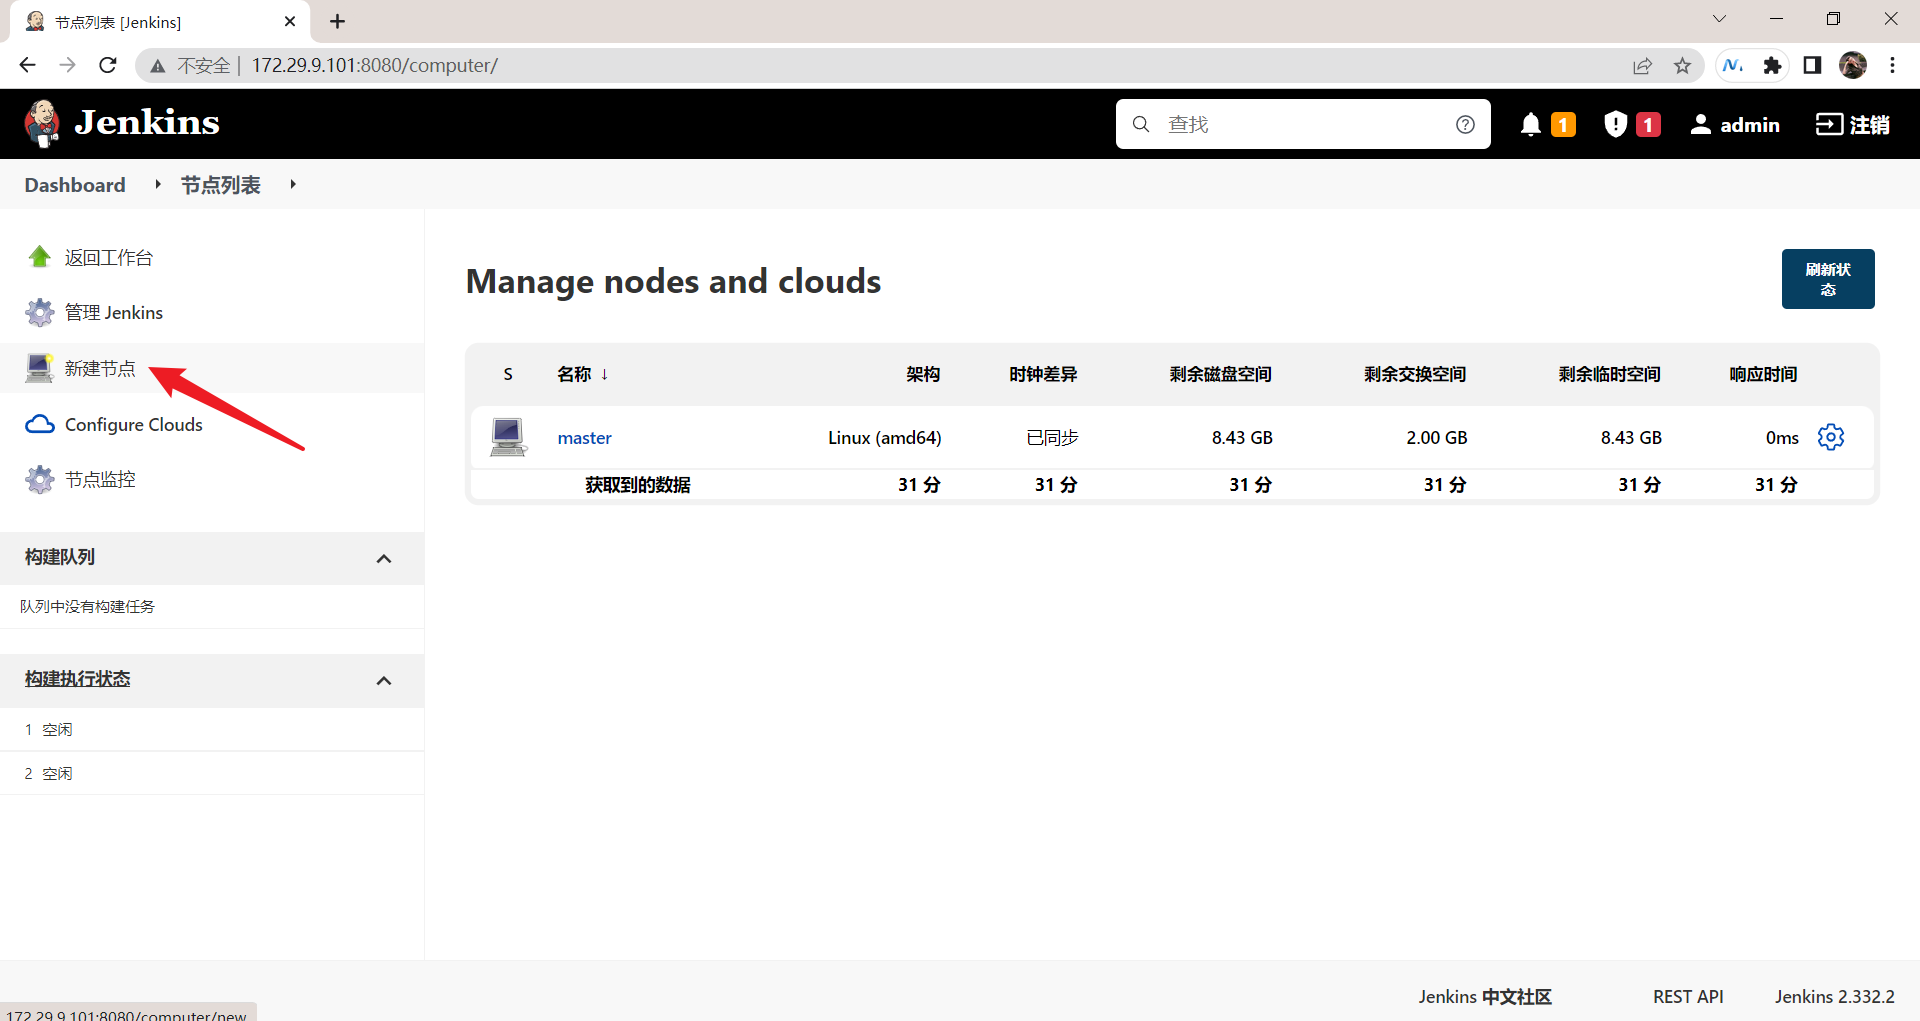 节点列表 [Jenkins]
不安全 | 172.29.9.101:8080/computer/
Jenkins
查找
1
1
admin
注销
Dashboard
节点列表
返回工作台
管理 Jenkins
新建节点
Configure Clouds
节点监控
构建队列
队列中没有构建任务
构建执行状态
1 空闲
2 空闲
Manage nodes and clouds
刷新状
态
S 名称 ↓ 架构 时钟差异 剩余磁盘空间 剩余交换空间 剩余临时空间 响应时间
master Linux (amd64) 已同步 8.43 GB 2.00 GB 8.43 GB 0ms
获取到的数据 31 分 31 分 31 分 31 分 31 分 31 分
Jenkins 中文社区 REST API Jenkins 2.332.2
172.29.9.101:8080/computer/new